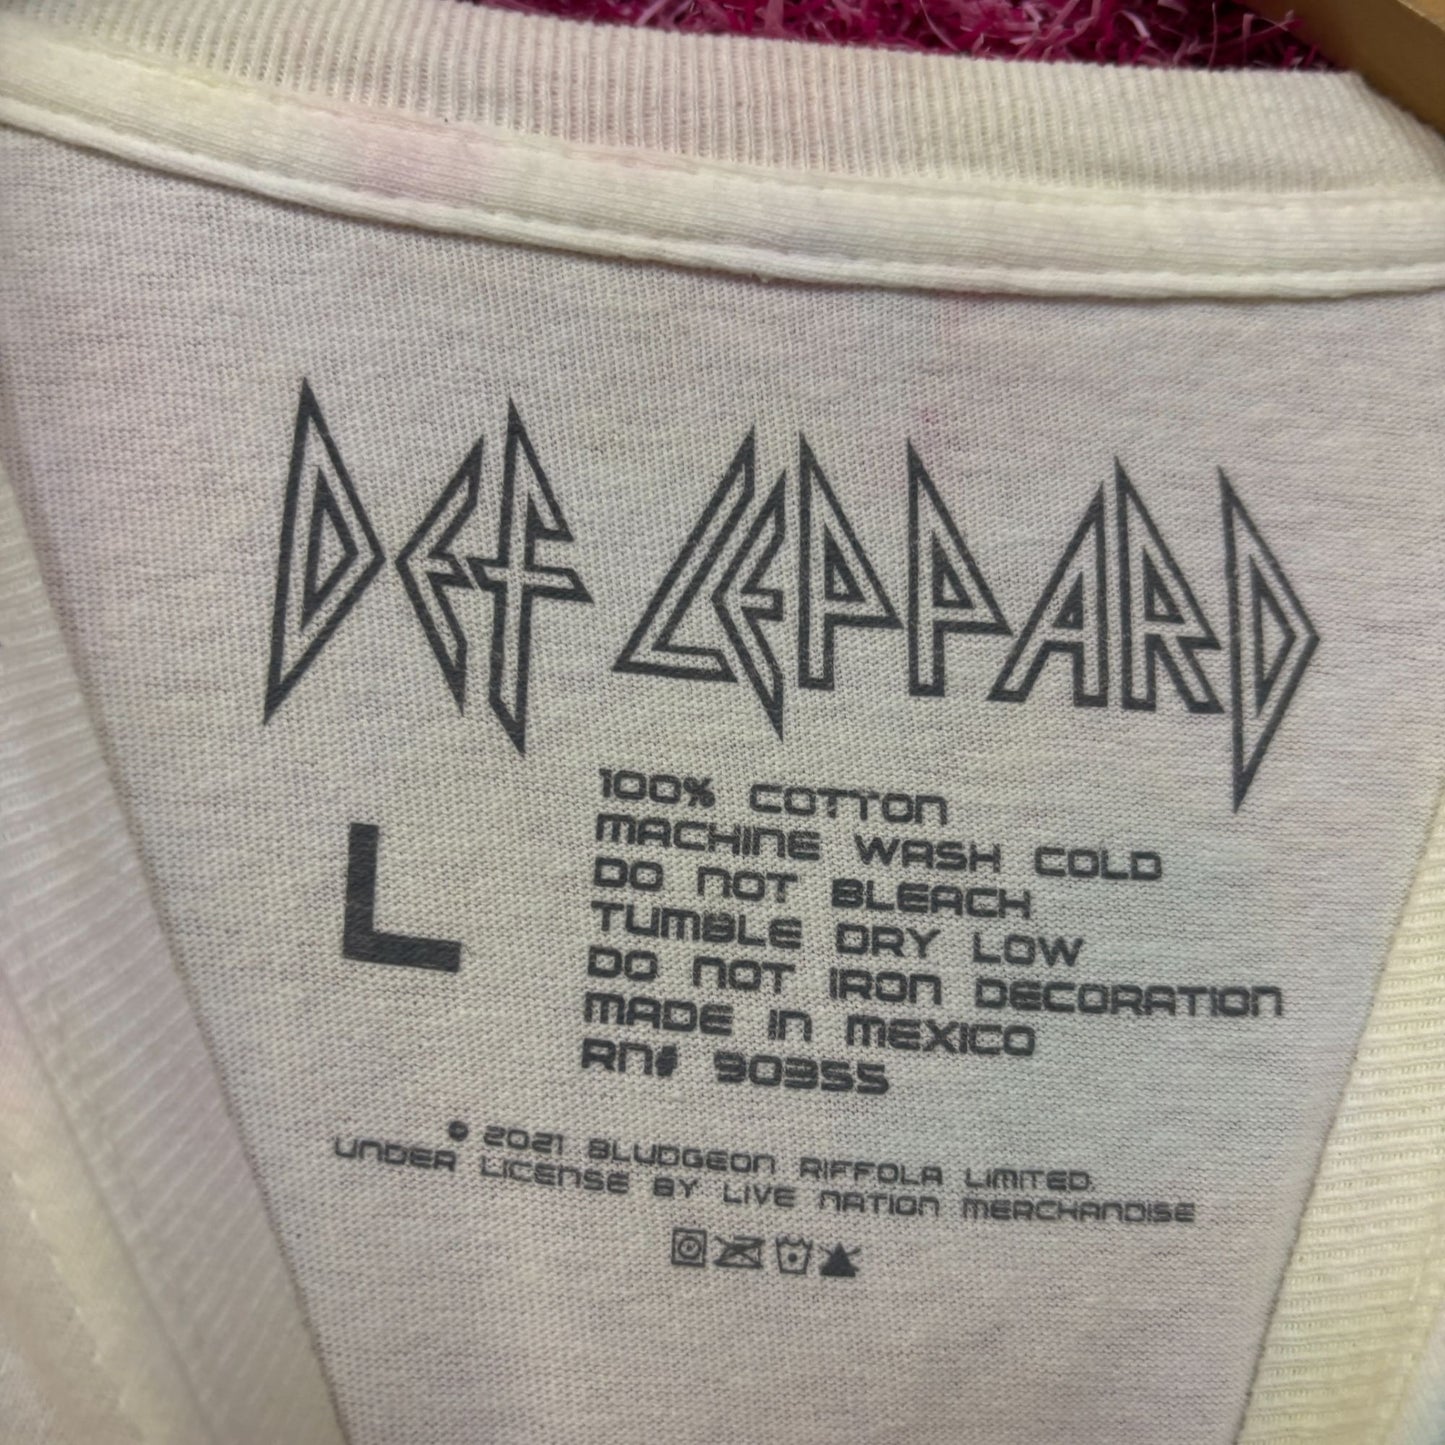 DEF LEPPARD
L
100% COTTON
MACHINE WASH COLD
DO NOT BLEACH
TUMBLE DRY LOW
DO NOT IRON DECORATION
MADE IN MEXICO
RN# 90355
© 2021 BLUDGEON RIFFOLA LIMITED.
UNDER LICENSE BY LIVE NATION MERCHANDISE